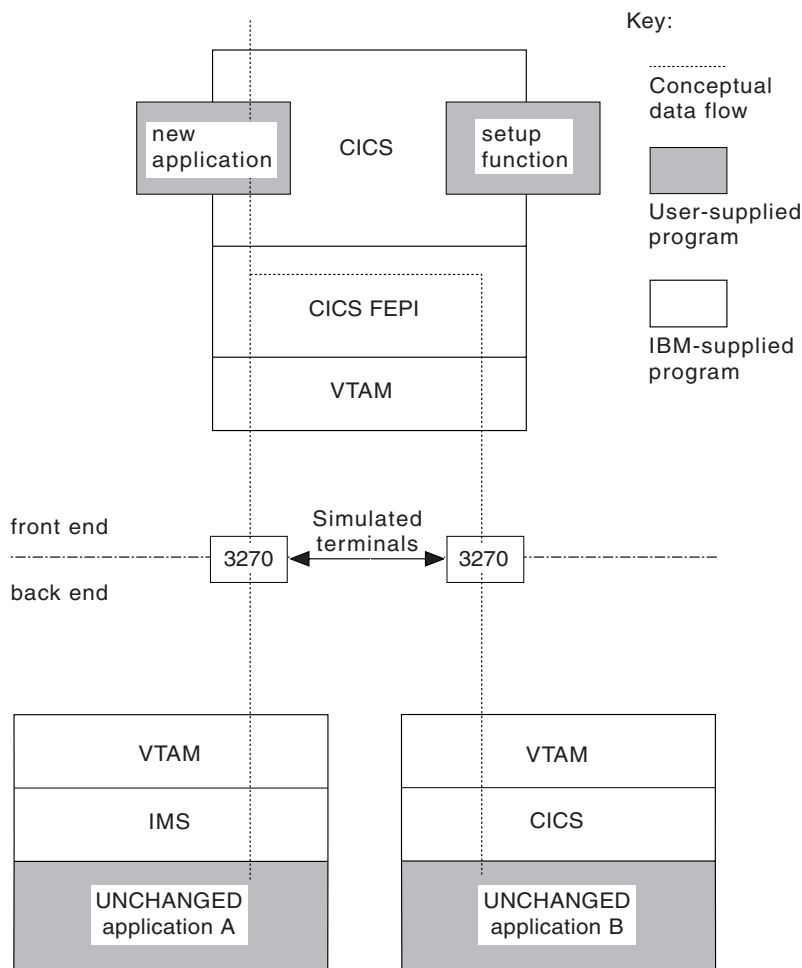 Key:
Conceptual
data flow
User-supplied
program
IBM-supplied
program
new
application
CICS
setup
function
CICS FEPI
VTAM
front end
back end
Simulated
terminals
3270
3270
VTAM
IMS
UNCHANGED
application A
VTAM
CICS
UNCHANGED
application B